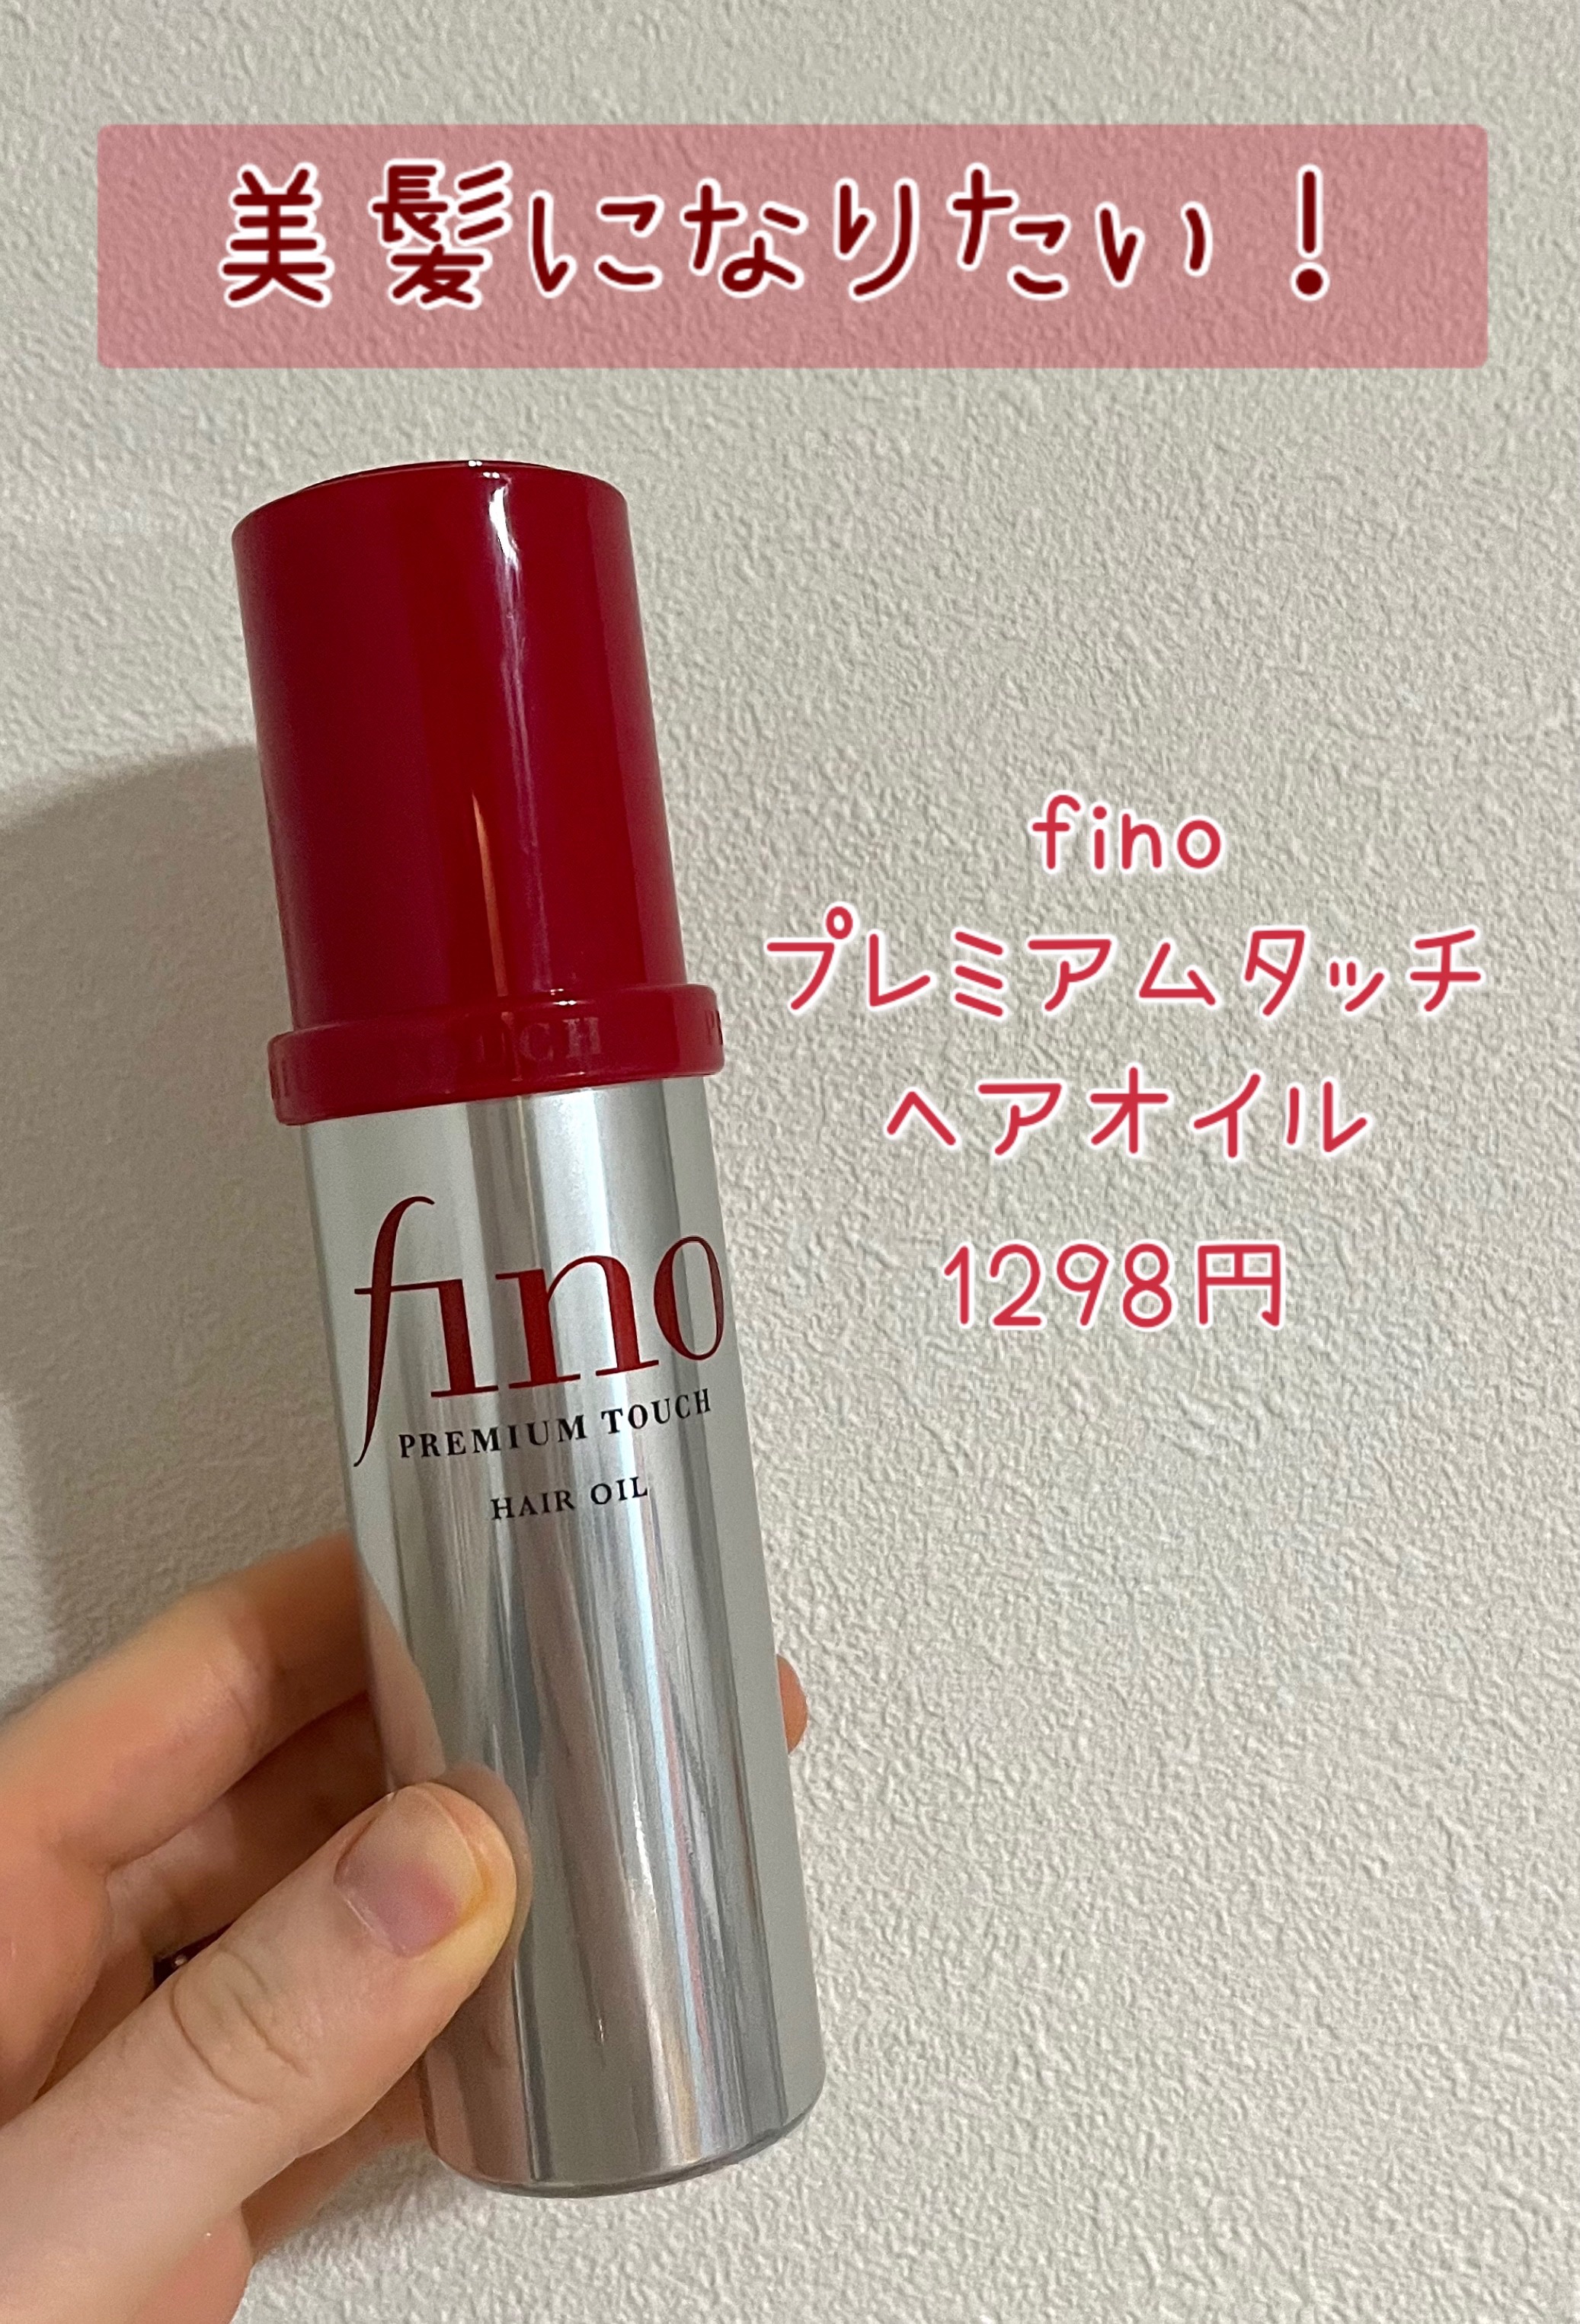 美髪になりたい！
fino
プレミアムタッチ
ヘアオイル
1298円
fino
PREMIUM TOUCH
HAIR OIL